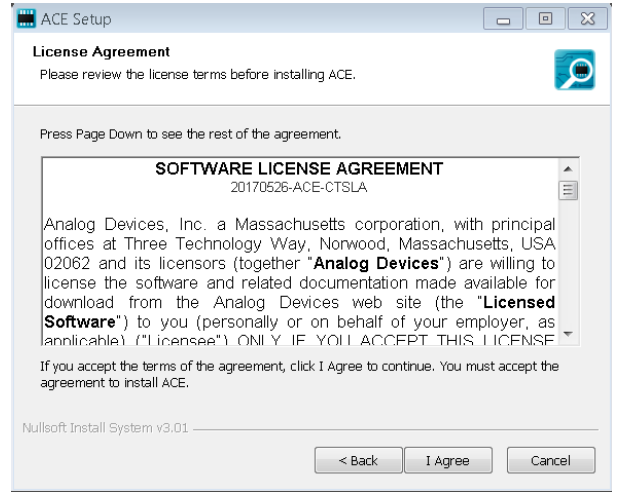 ACE Setup
License Agreement
Please review the license terms before installing ACE.
Press Page Down to see the rest of the agreement.
SOFTWARE LICENSE AGREEMENT
20170526-ACE-CTSLA
Analog Devices, Inc. a Massachusetts corporation, with principal
offices at Three Technology Way, Norwood, Massachusetts, USA
02062 and its licensors (together "Analog Devices") are willing to
license the software and related documentation made available for
download from the Analog Devices web site (the "Licensed
Software") to you (personally or on behalf of your employer, as
applicable) ("Licensee") ONLY IF YOU ACCEPT THIS LICENSE
If you accept the terms of the agreement, click I Agree to continue. You must accept the
agreement to install ACE.
Nullsoft Install System v3.01
< Back
I Agree
Cancel